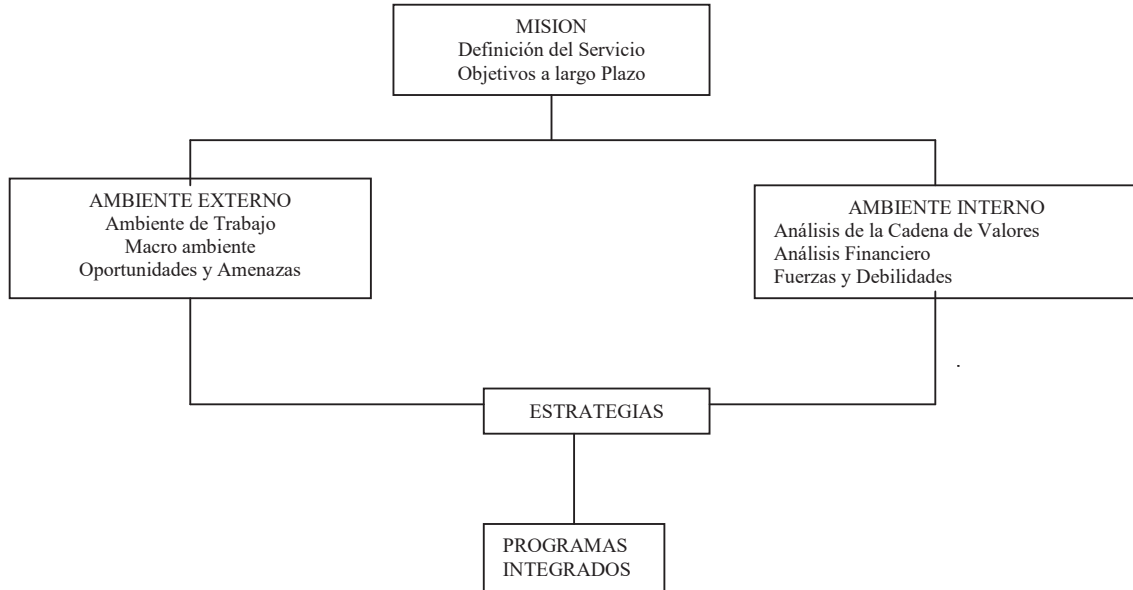 MISION
Definición del Servicio
Objetivos a largo Plazo
AMBIENTE EXTERNO
Ambiente de Trabajo
Macro ambiente
Oportunidades y Amenazas
AMBIENTE INTERNO
Análisis de la Cadena de Valores
Análisis Financiero
Fuerzas y Debilidades
ESTRATEGIAS
PROGRAMAS
INTEGRADOS